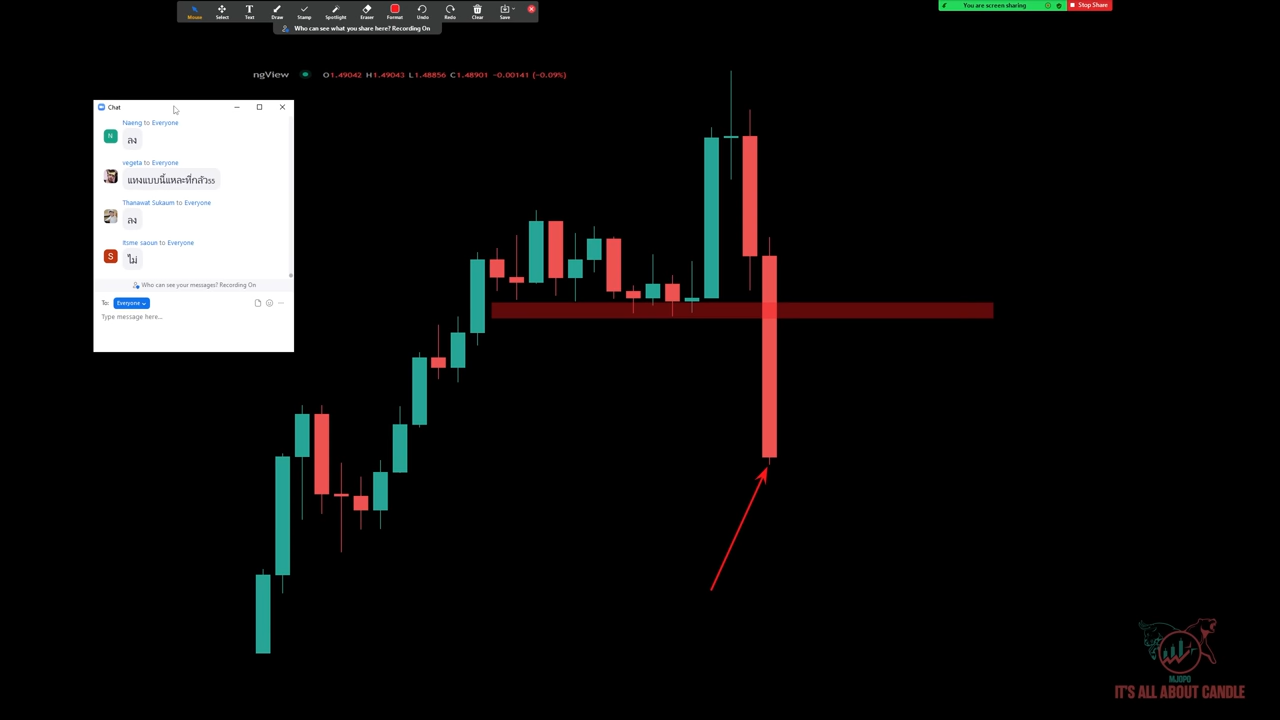 Mouse Select Text Draw Stamp Spotlight Eraser Format Undo Redo Clear Save
Who can see what you share here? Recording On
You are screen sharing Stop Share
ngView O1.49042 H1.49043 L1.48856 C1.48901 -0.00141 (-0.09%)
Chat
Naeng to Everyone
N
ลง
vegeta to Everyone
แทงแบบนี้แหละที่กลัว55
Thanawat Sukaum to Everyone
ลง
Itsme saoun to Everyone
S
ไม่
Who can see your messages? Recording On
To: Everyone
Type message here...
MJOPO
IT'S ALL ABOUT CANDLE